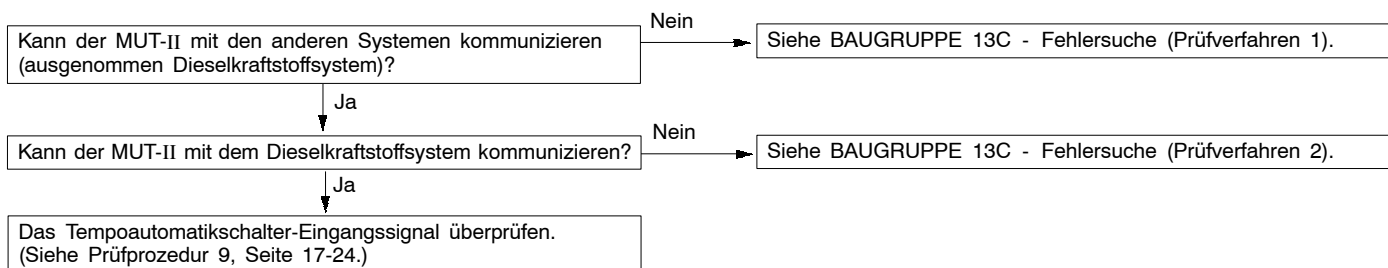 Kann der MUT-II mit den anderen Systemen kommunizieren
(ausgenommen Dieselkraftstoffsystem)?
Nein
Siehe BAUGRUPPE 13C - Fehlersuche (Prüfverfahren 1).
Ja
Kann der MUT-II mit dem Dieselkraftstoffsystem kommunizieren?
Nein
Siehe BAUGRUPPE 13C - Fehlersuche (Prüfverfahren 2).
Ja
Das Tempoautomatikschalter-Eingangssignal überprüfen.
(Siehe Prüfprozedur 9, Seite 17-24.)